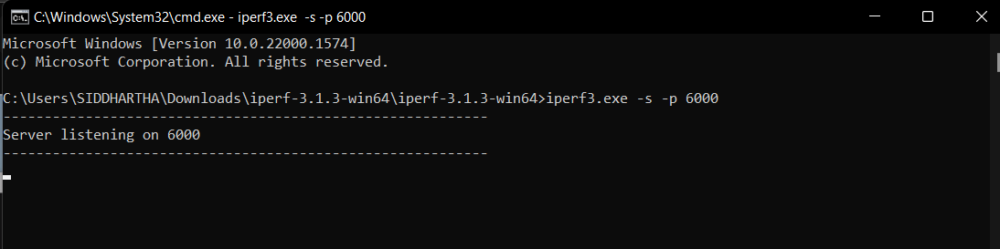 C:\Windows\System32\cmd.exe - iperf3.exe  -s -p 6000
Microsoft Windows [Version 10.0.22000.1574]
(c) Microsoft Corporation. All rights reserved.
C:\Users\SIDDHARTHA\Downloads\iperf-3.1.3-win64\iperf-3.1.3-win64>iperf3.exe -s -p 6000
-----------------------------------------------------------
Server listening on 6000
-----------------------------------------------------------